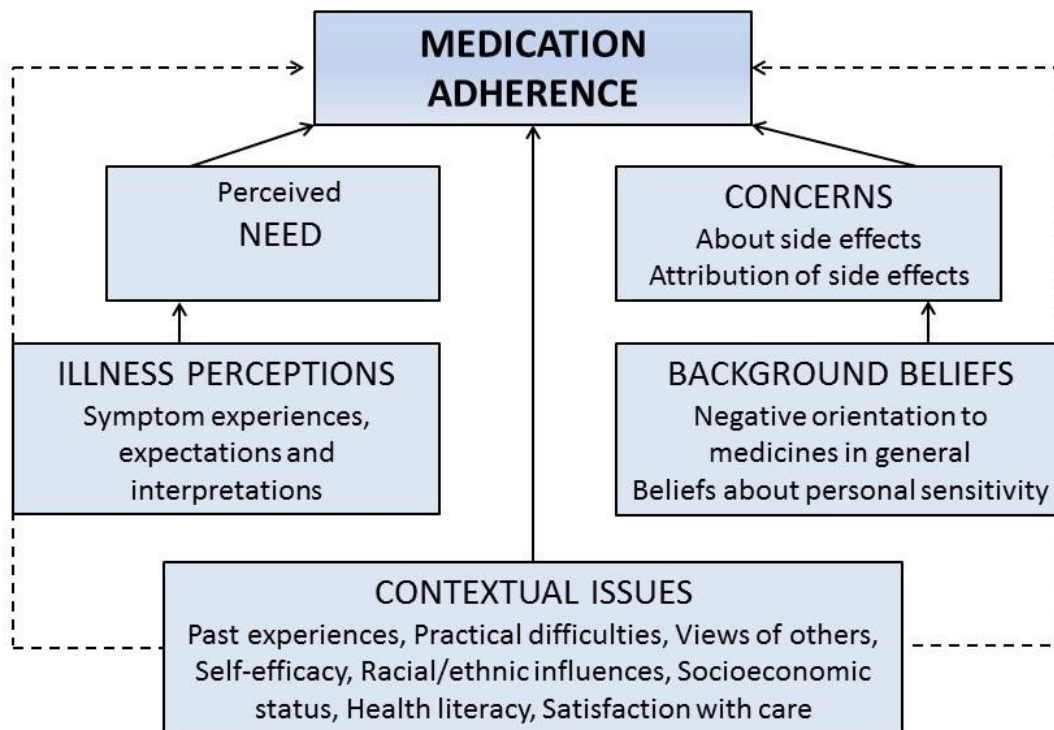 MEDICATION
ADHERENCE
Perceived
NEED
CONCERNS
About side effects
Attribution of side effects
ILLNESS PERCEPTIONS
Symptom experiences,
expectations and
interpretations
BACKGROUND BELIEFS
Negative orientation to
medicines in general
Beliefs about personal sensitivity
CONTEXTUAL ISSUES
Past experiences, Practical difficulties, Views of others,
Self-efficacy, Racial/ethnic influences, Socioeconomic
status, Health literacy, Satisfaction with care